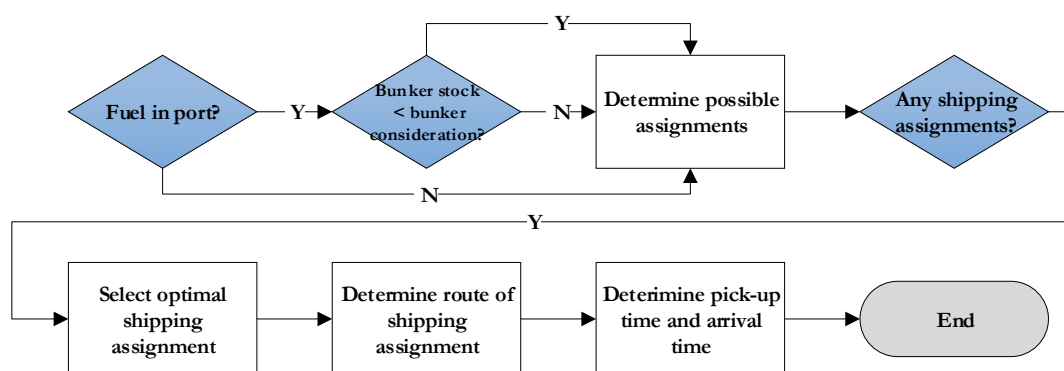 Y
Fuel in port?
Y
Bunker stock
< bunker
consideration?
N
Determine possible
assignments
Any shipping
assignments?
N
Y
Select optimal
shipping
assignment
Determine route of
shipping
assignment
Deterimine pick-up
time and arrival
time
End